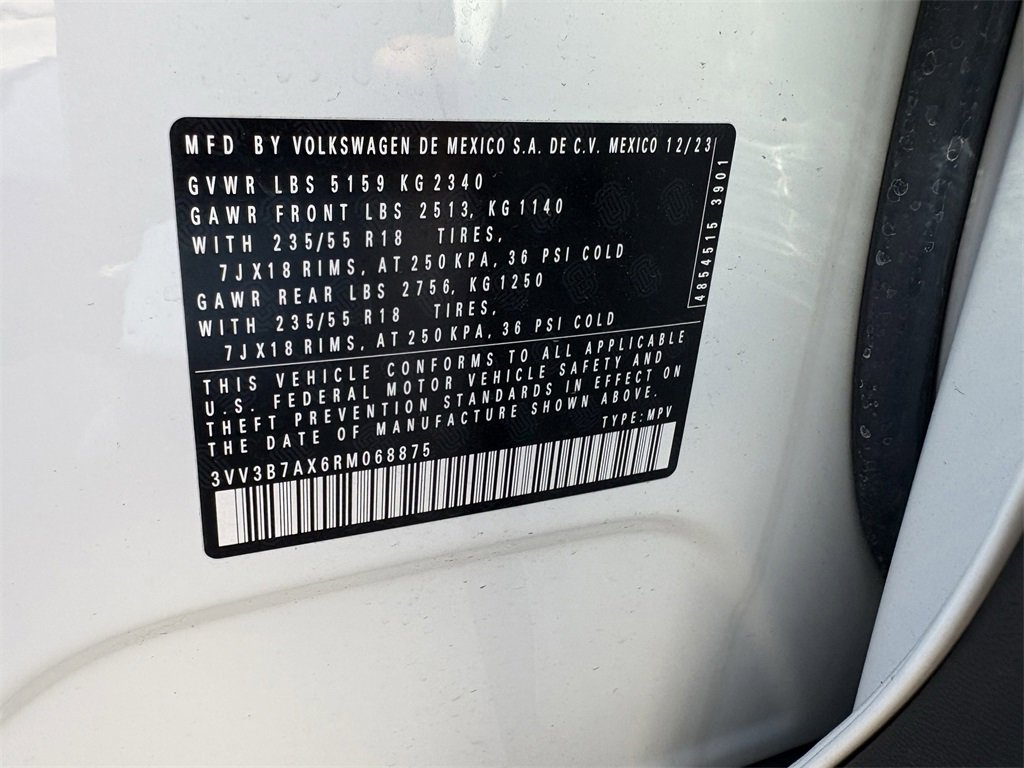 MFD BY VOLKSWAGEN DE MEXICO S.A. DE C.V. MEXICO 12/23
GVWR LBS 5159 KG 2340
GAWR FRONT LBS 2513, KG 1140
WITH 235/55 R18 TIRES,
7JX18 RIMS, AT 250 KPA, 36 PSI COLD
GAWR REAR LBS 2756, KG 1250
WITH 235/55 R18 TIRES,
7JX18 RIMS, AT 250 KPA, 36 PSI COLD
4854515 3901
THIS VEHICLE CONFORMS TO ALL APPLICABLE
U.S. FEDERAL MOTOR VEHICLE SAFETY AND
THEFT PREVENTION STANDARDS IN EFFECT ON
THE DATE OF MANUFACTURE SHOWN ABOVE.
3VV3B7AX6RM068875 TYPE: MPV